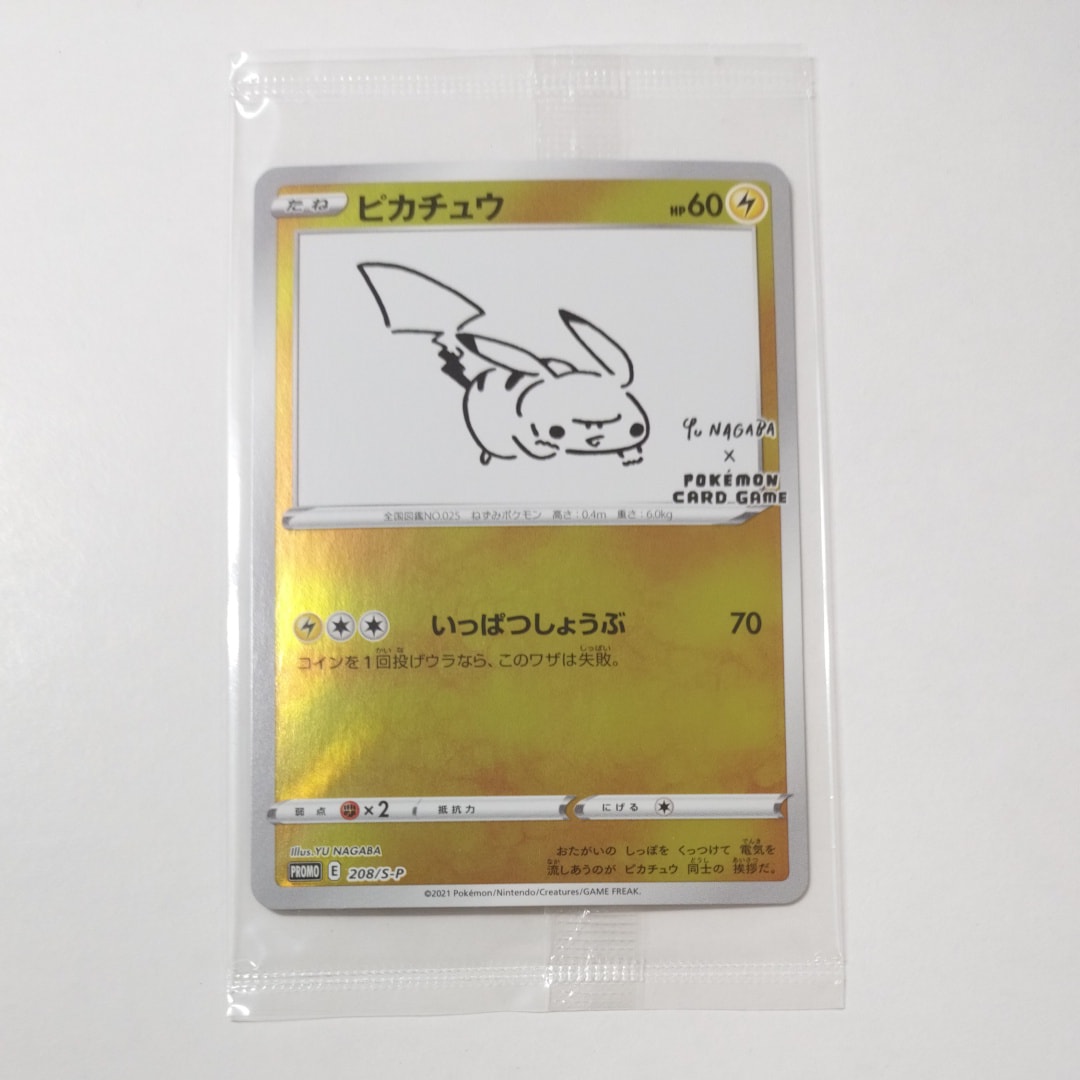 たね ピカチュウ HP60
Yu NAGABA
×
POKÉMON
CARD GAME
全国図鑑NO.025 ねずみポケモン 高さ:0.4m 重さ:6.0kg
いっぱつしょうぶ 70
コインを1回投げウラなら、このワザは失敗。
弱点 ×2 抵抗力 にげる
Illus.YU NAGABA
PROMO E 208/S-P
おたがいの しっぽを くっつけて 電気を
流しあうのが ピカチュウ 同士の 挨拶だ。
©2021 Pokémon/Nintendo/Creatures/GAME FREAK.